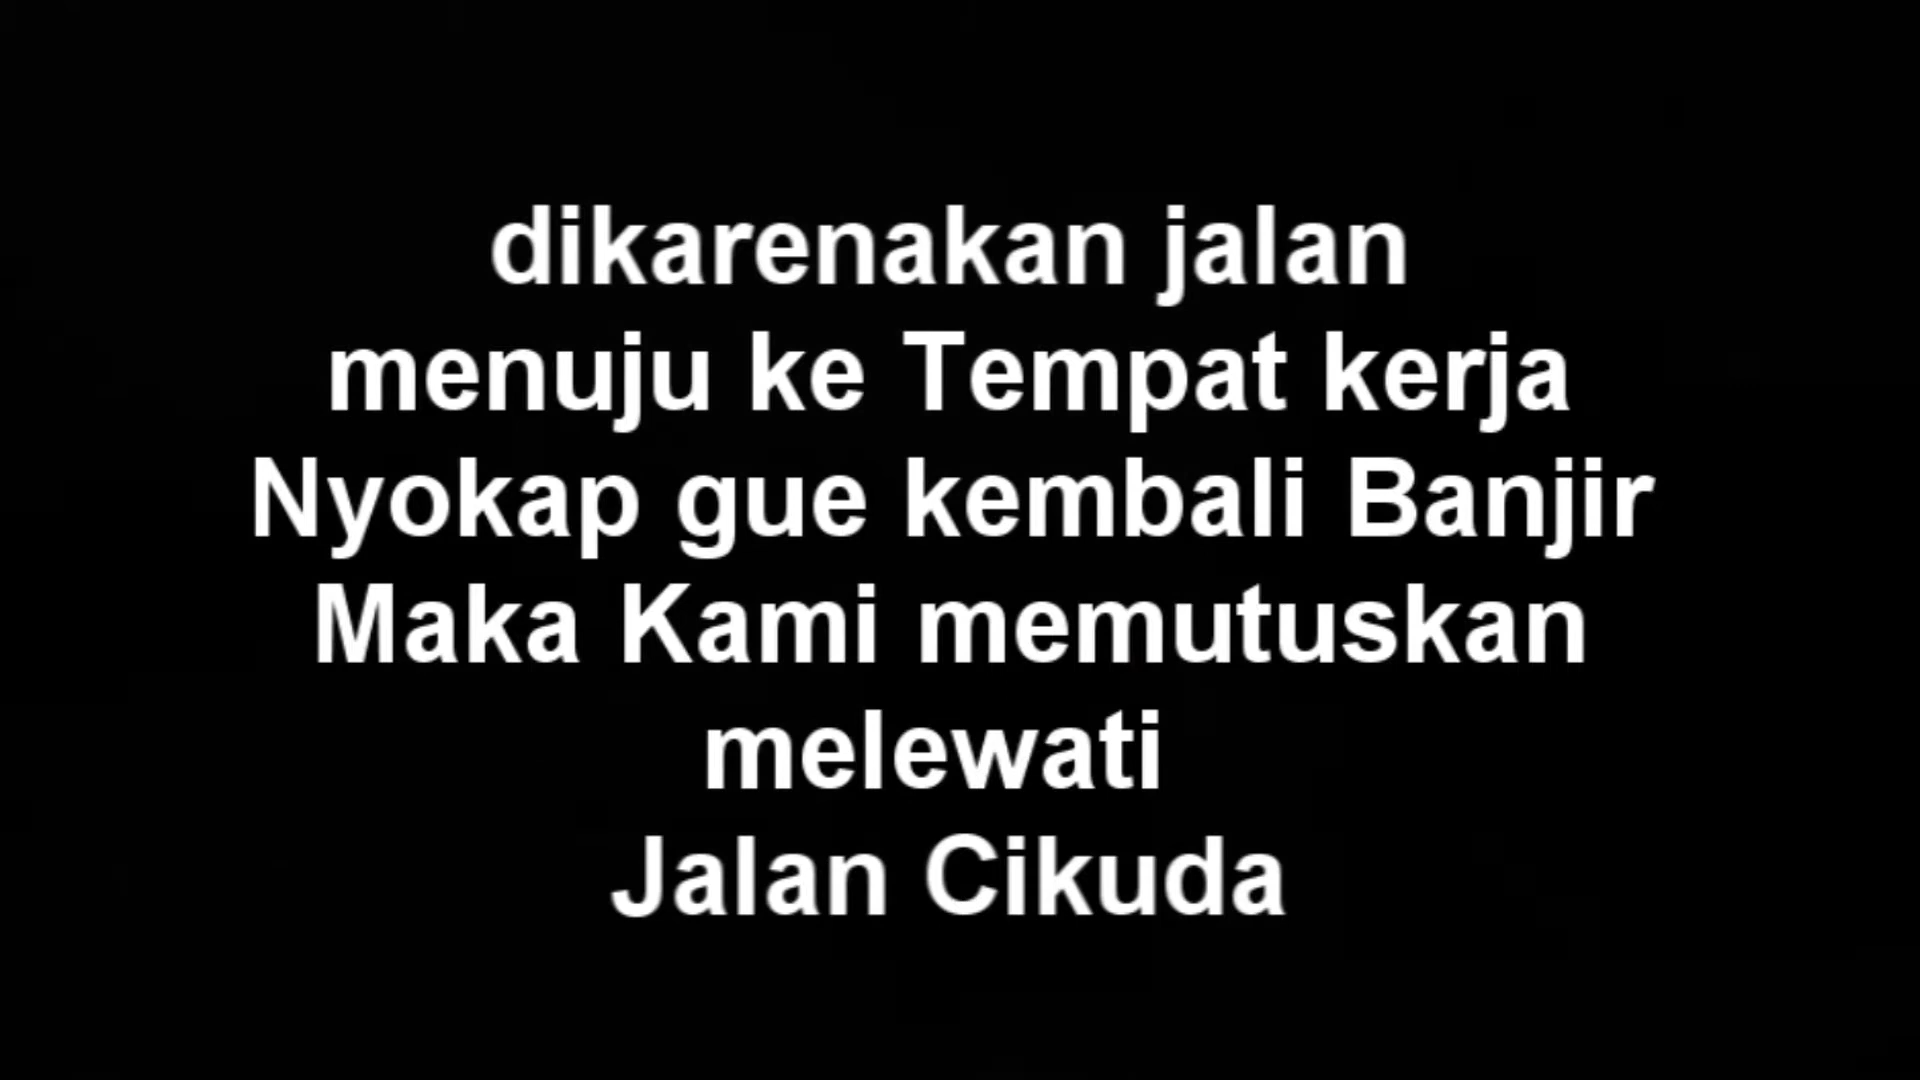 dikarenakan jalan
menuju ke Tempat kerja
Nyokap gue kembali Banjir
Maka Kami memutuskan
melewati
Jalan Cikuda